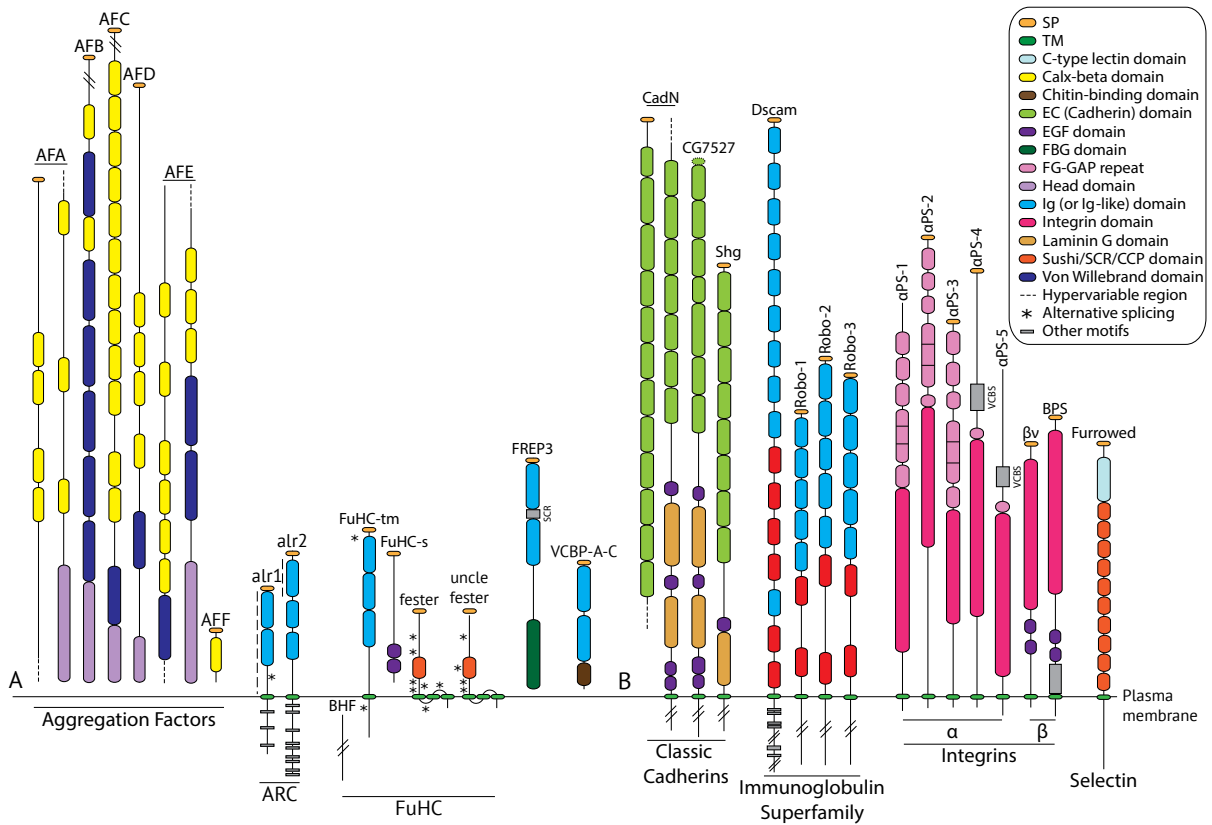 AFC
AFB
AFD
AFA
AFE
AFF
alr1
alr2
FuHC-tm
*
FuHC-s
fester
uncle
fester
FREP3
SCR
VCBP-A-C
BHF
A
Aggregation Factors
ARC
FuHC
B
CadN
CG7527
Shg
Dscam
Robo-1
Robo-2
Robo-3
αPS-1
αPS-2
αPS-3
αPS-4
αPS-5
VCBS
VCBS
βν
BPS
Furrowed
Plasma
membrane
Classic
Cadherins
Immunoglobulin
Superfamily
α
β
Integrins
Selectin
SP
TM
C-type lectin domain
Calx-beta domain
Chitin-binding domain
EC (Cadherin) domain
EGF domain
FBG domain
FG-GAP repeat
Head domain
Ig (or Ig-like) domain
Integrin domain
Laminin G domain
Sushi/SCR/CCP domain
Von Willebrand domain
Hypervariable region
* Alternative splicing
Other motifs